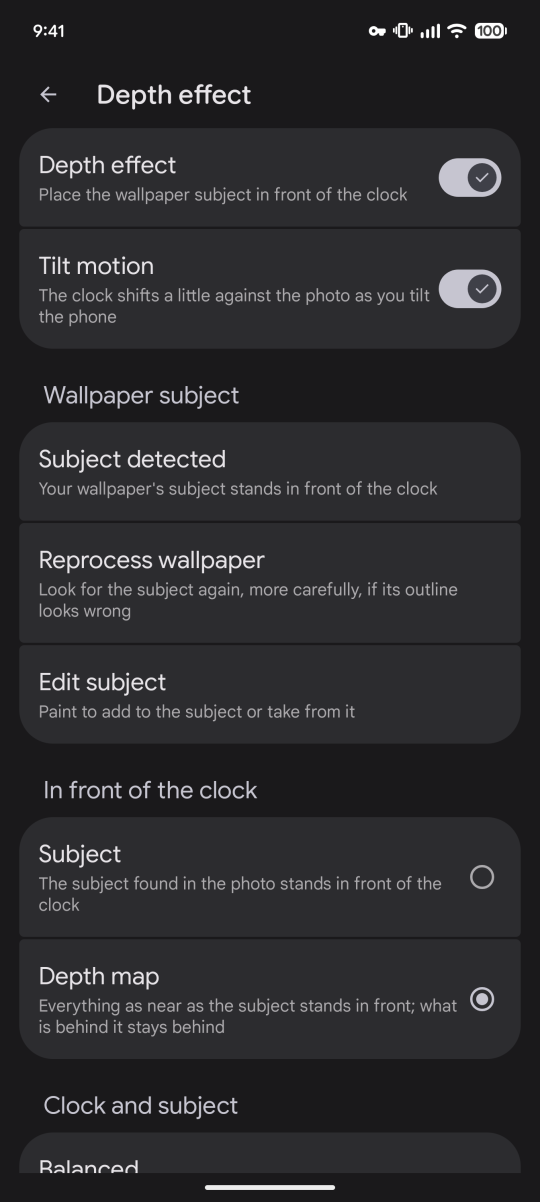 9:41
100
Depth effect
Depth effect
Place the wallpaper subject in front of the clock
Tilt motion
The clock shifts a little against the photo as you tilt
the phone
Wallpaper subject
Subject detected
Your wallpaper's subject stands in front of the clock
Reprocess wallpaper
Look for the subject again, more carefully, if its outline
looks wrong
Edit subject
Paint to add to the subject or take from it
In front of the clock
Subject
The subject found in the photo stands in front of the
clock
Depth map
Everything as near as the subject stands in front; what
is behind it stays behind
Clock and subject
Balanced